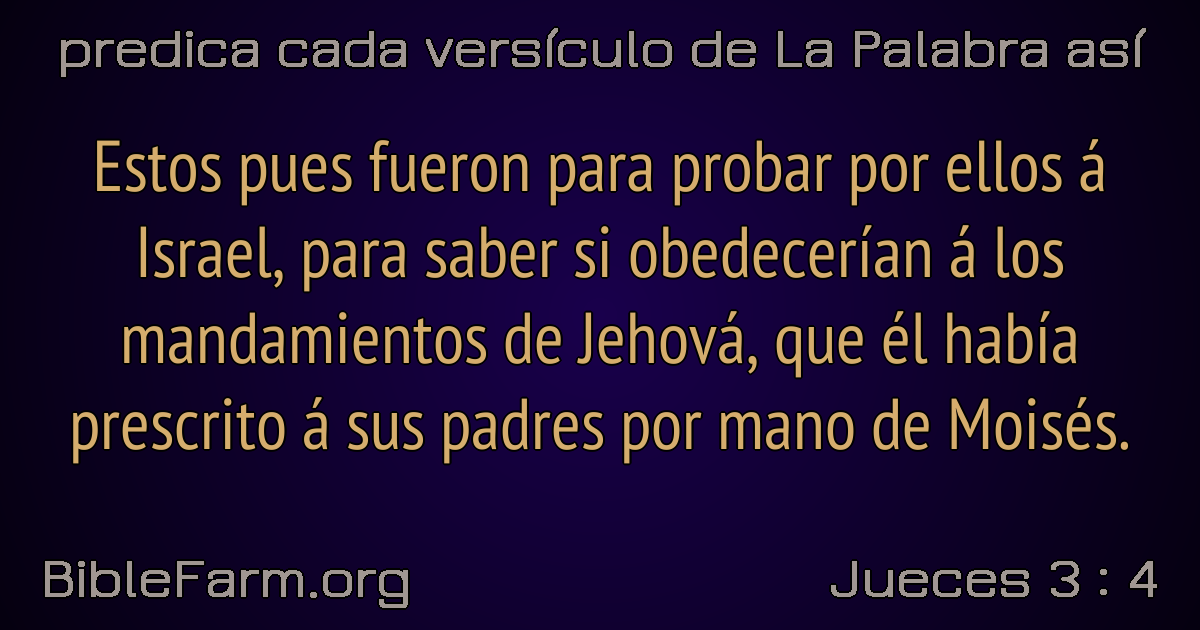 predica cada versículo de La Palabra así
Estos pues fueron para probar por ellos á
Israel, para saber si obedecerían á los
mandamientos de Jehová, que él había
prescrito á sus padres por mano de Moisés.
BibleFarm.org
Jueces 3 : 4